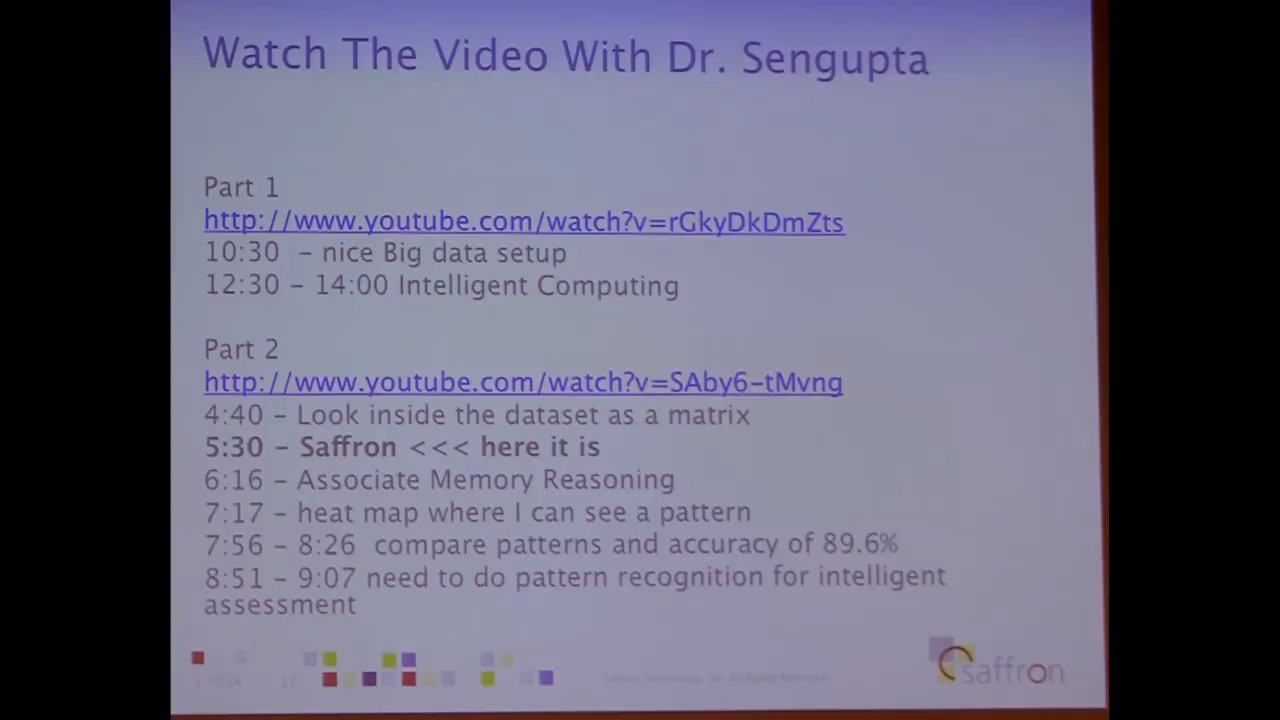 Watch The Video With Dr. Sengupta
Part 1
http://www.youtube.com/watch?v=rGkyDkDmZts
10:30 – nice Big data setup
12:30 – 14:00 Intelligent Computing
Part 2
http://www.youtube.com/watch?v=SAby6-tMvng
4:40 – Look inside the dataset as a matrix
5:30 – Saffron <<< here it is
6:16 – Associate Memory Reasoning
7:17 – heat map where I can see a pattern
7:56 – 8:26 compare patterns and accuracy of 89.6%
8:51 – 9:07 need to do pattern recognition for intelligent
assessment
17
saffron